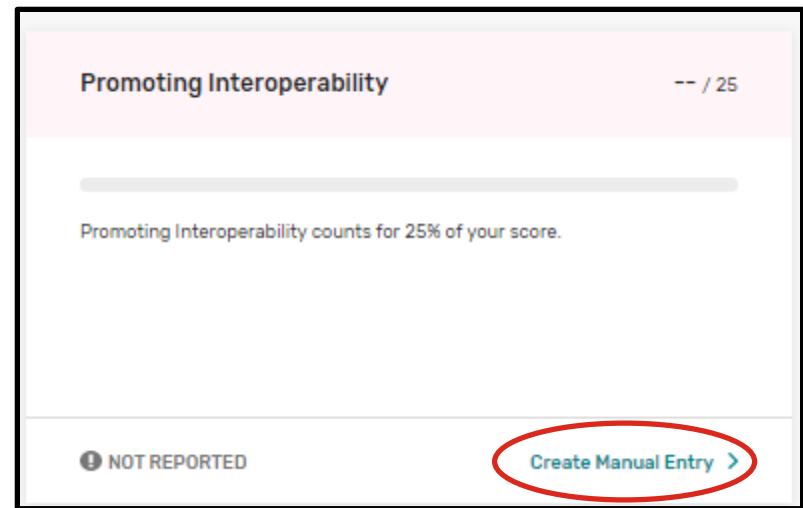 Promoting Interoperability -- / 25
Promoting Interoperability counts for 25% of your score.
NOT REPORTED Create Manual Entry >